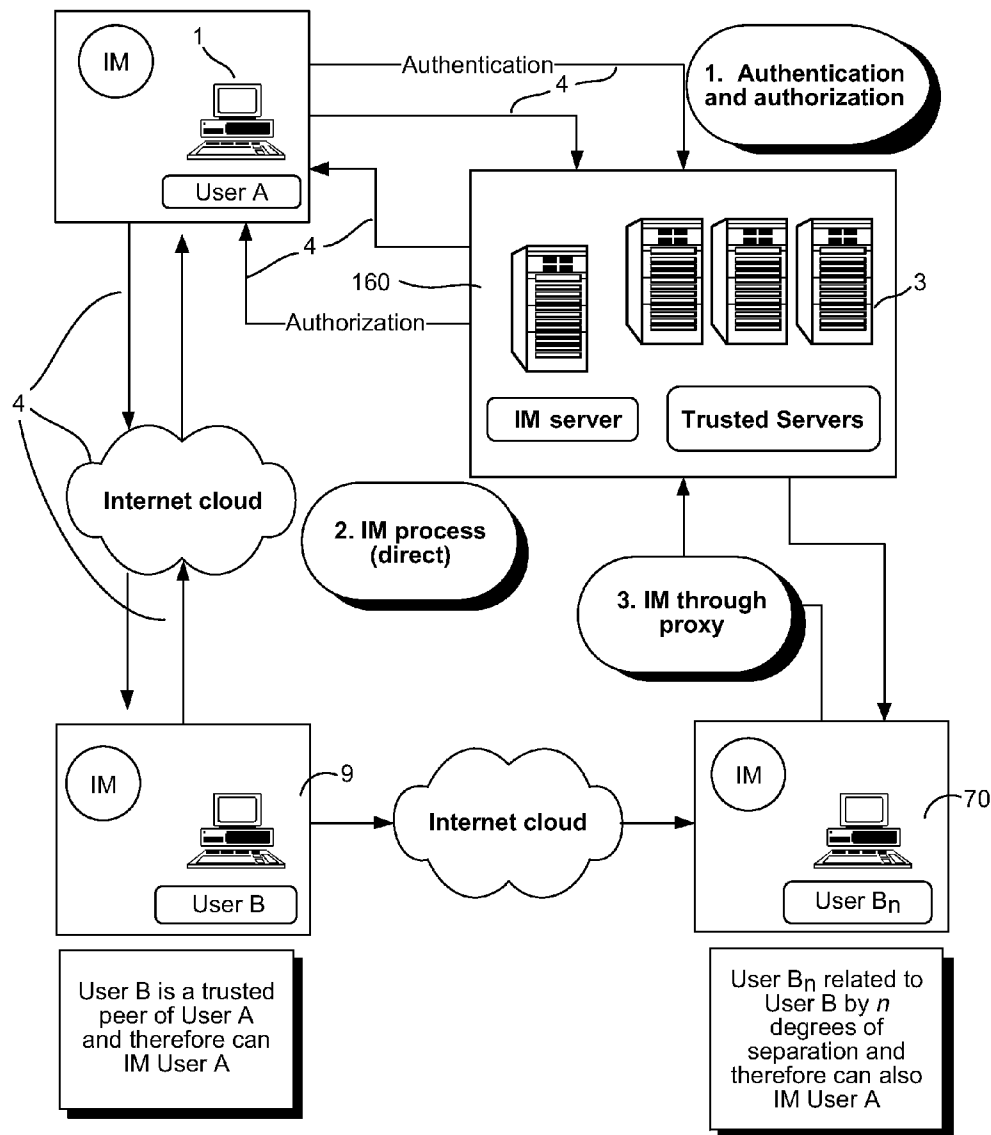 IM
1
User A
Authentication
4
1. Authentication
and authorization
4
160
Authorization
3
IM server
Trusted Servers
4
Internet cloud
2. IM process
(direct)
3. IM through
proxy
IM
9
User B
Internet cloud
IM
70
User Bn
User B is a trusted
peer of User A
and therefore can
IM User A
User Bn related to
User B by n
degrees of
separation and
therefore can also
IM User A